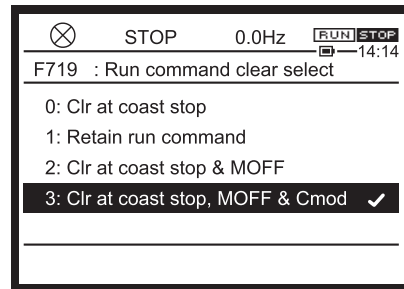 STOP 0.0Hz RUN STOP
14:14
F719 : Run command clear select
0: Clr at coast stop
1: Retain run command
2: Clr at coast stop & MOFF
3: Clr at coast stop, MOFF & Cmod ✓